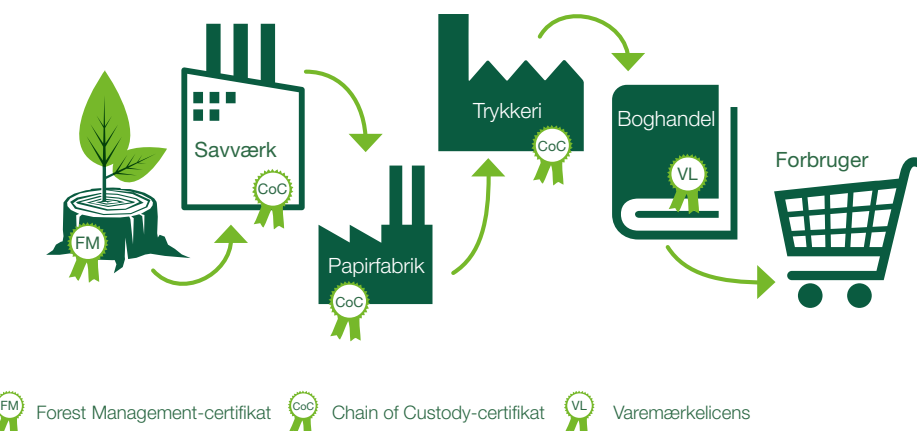 FM
Savværk
CoC
Papirfabrik
CoC
Trykkeri
CoC
Boghandel
VL
Forbruger
FM Forest Management-certifikat CoC Chain of Custody-certifikat VL Varemærkelicens